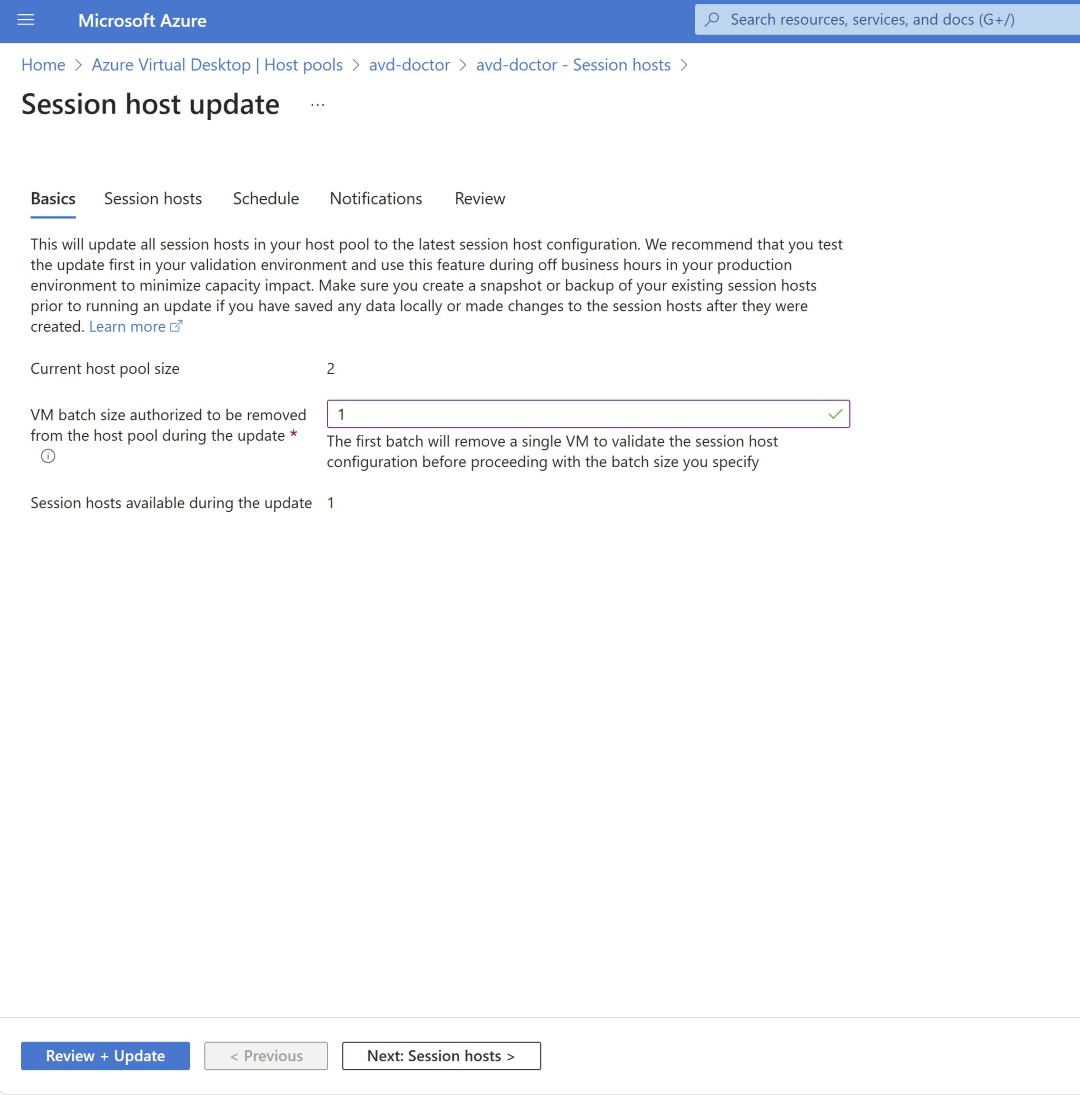 Microsoft Azure
Search resources, services, and docs (G+/)
Home > Azure Virtual Desktop | Host pools > avd-doctor > avd-doctor - Session hosts >
Session host update ...
Basics Session hosts Schedule Notifications Review
This will update all session hosts in your host pool to the latest session host configuration. We recommend that you test
the update first in your validation environment and use this feature during off business hours in your production
environment to minimize capacity impact. Make sure you create a snapshot or backup of your existing session hosts
prior to running an update if you have saved any data locally or made changes to the session hosts after they were
created. Learn more
Current host pool size 2
VM batch size authorized to be removed
from the host pool during the update *
1
The first batch will remove a single VM to validate the session host
configuration before proceeding with the batch size you specify
Session hosts available during the update 1
Review + Update < Previous Next: Session hosts >